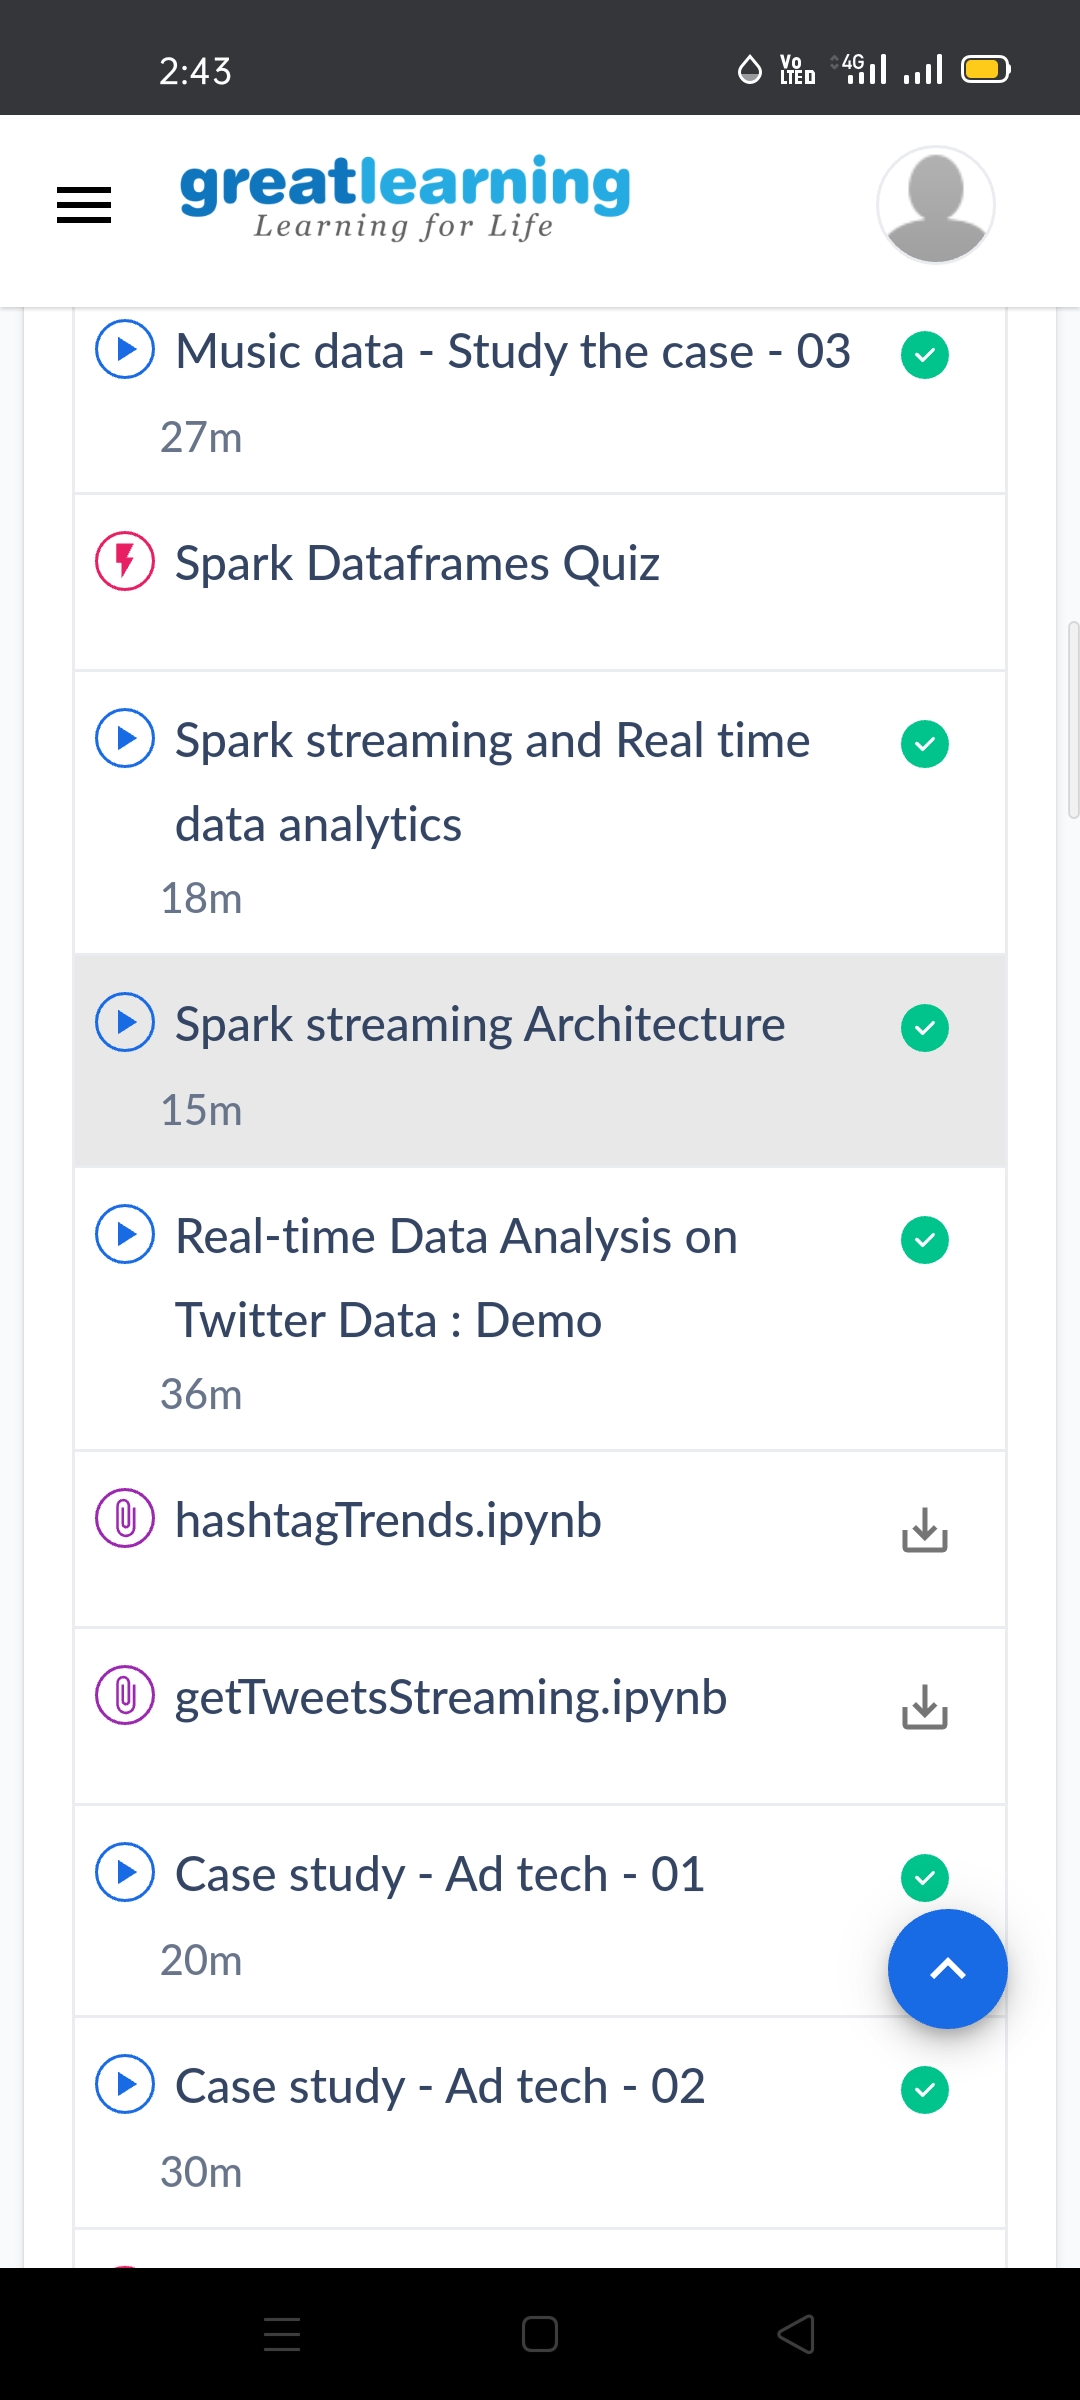 2:43
Vo
LTE D
4G
greatlearning
Learning for Life
Music data - Study the case - 03
27m
Spark Dataframes Quiz
Spark streaming and Real time
data analytics
18m
Spark streaming Architecture
15m
Real-time Data Analysis on
Twitter Data : Demo
36m
hashtagTrends.ipynb
getTweetsStreaming.ipynb
Case study - Ad tech - 01
20m
Case study - Ad tech - 02
30m